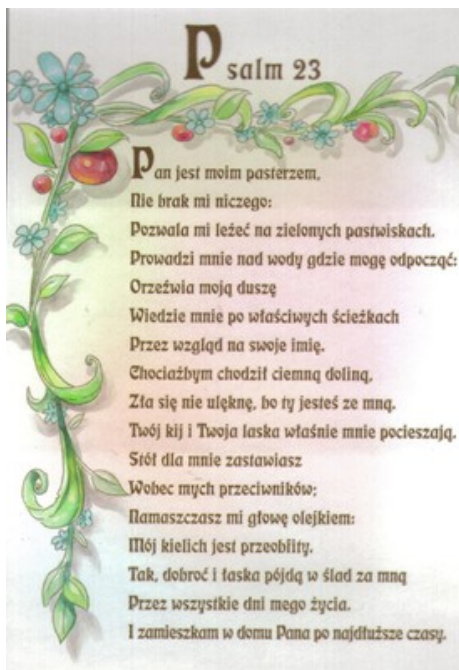 Psalm 23
Pan jest moim pasterzem,
Nie brak mi niczego:
Pozwala mi leżeć na zielonych pastwiskach.
Prowadzi mnie nad wody gdzie mogę odpocząć:
Orzeźwia moją duszę
Wiedzie mnie po właściwych ścieżkach
Przez wzgląd na swoje imię.
Chociażbym chodził ciemną doliną,
Zła się nie ulęknę, bo ty jesteś ze mną.
Twój kij i Twoja laska właśnie mnie pocieszają.
Stół dla mnie zastawiasz
Wobec mych przeciwników;
Namaszczasz mi głowę olejkiem:
Mój kielich jest przeobfity.
Tak, dobroć i łaska pójdą w ślad za mną
Przez wszystkie dni mego życia.
I zamieszkam w domu Pana po najdłuższe czasy.